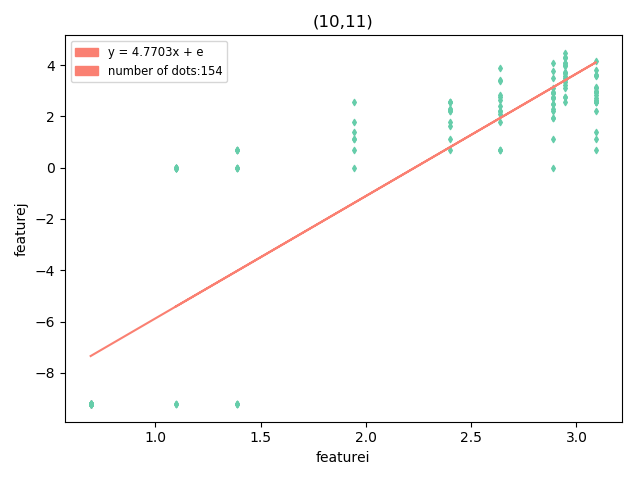 (10,11)
y = 4.7703x + e
number of dots:154
4
2
0
−2
−4
−6
−8
featurej
1.0 1.5 2.0 2.5 3.0
featurei